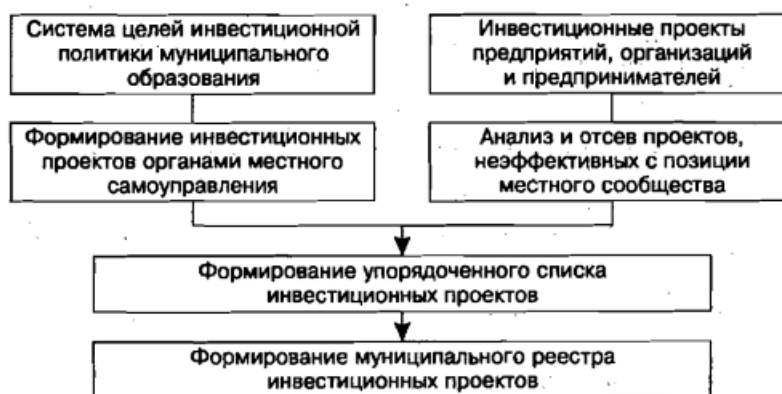 Система целей инвестиционной
политики муниципального
образования
Инвестиционные проекты
предприятий, организаций
и предпринимателей
Формирование инвестиционных
проектов органами местного
самоуправления
Анализ и отсев проектов,
неэффективных с позиции
местного сообщества
Формирование упорядоченного списка
инвестиционных проектов
Формирование муниципального реестра
инвестиционных проектов